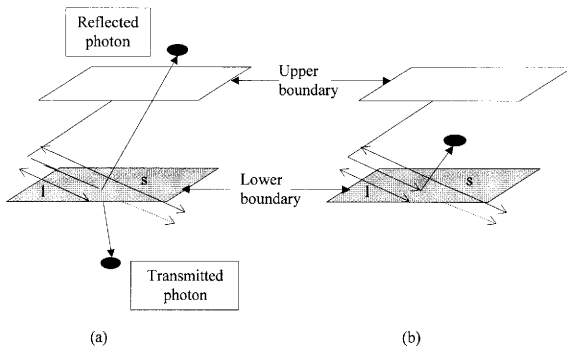 Reflected
photon
Upper
boundary
s
l
s
l
Lower
boundary
Transmitted
photon
(a)
(b)